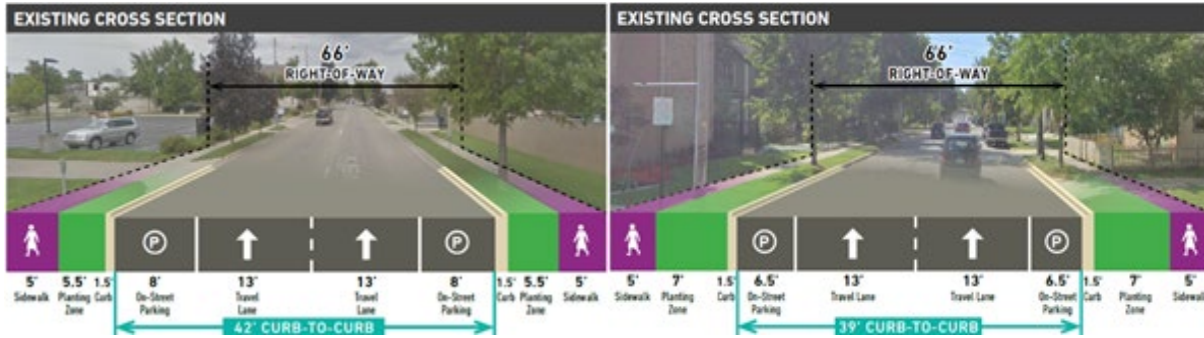 EXISTING CROSS SECTION
66'
RIGHT-OF-WAY
P
P
5' 5.5' 1.5' 8' 13' 13' 8' 1.5' 5.5' 5'
Sidewalk Planting Curb On-Street Travel Travel On-Street Curb Planting Sidewalk
Zone Parking Lane Lane Parking Zone
42' CURB-TO-CURB
EXISTING CROSS SECTION
66'
RIGHT-OF-WAY
P
P
5' 7' 1.5' 6.5' 13' 13' 6.5' 1.5' 7' 5'
Sidewalk Planting Curb On-Street Travel Lane Travel Lane On-Street Curb Planting Sidewalk
Zone Parking Parking Zone
39' CURB-TO-CURB